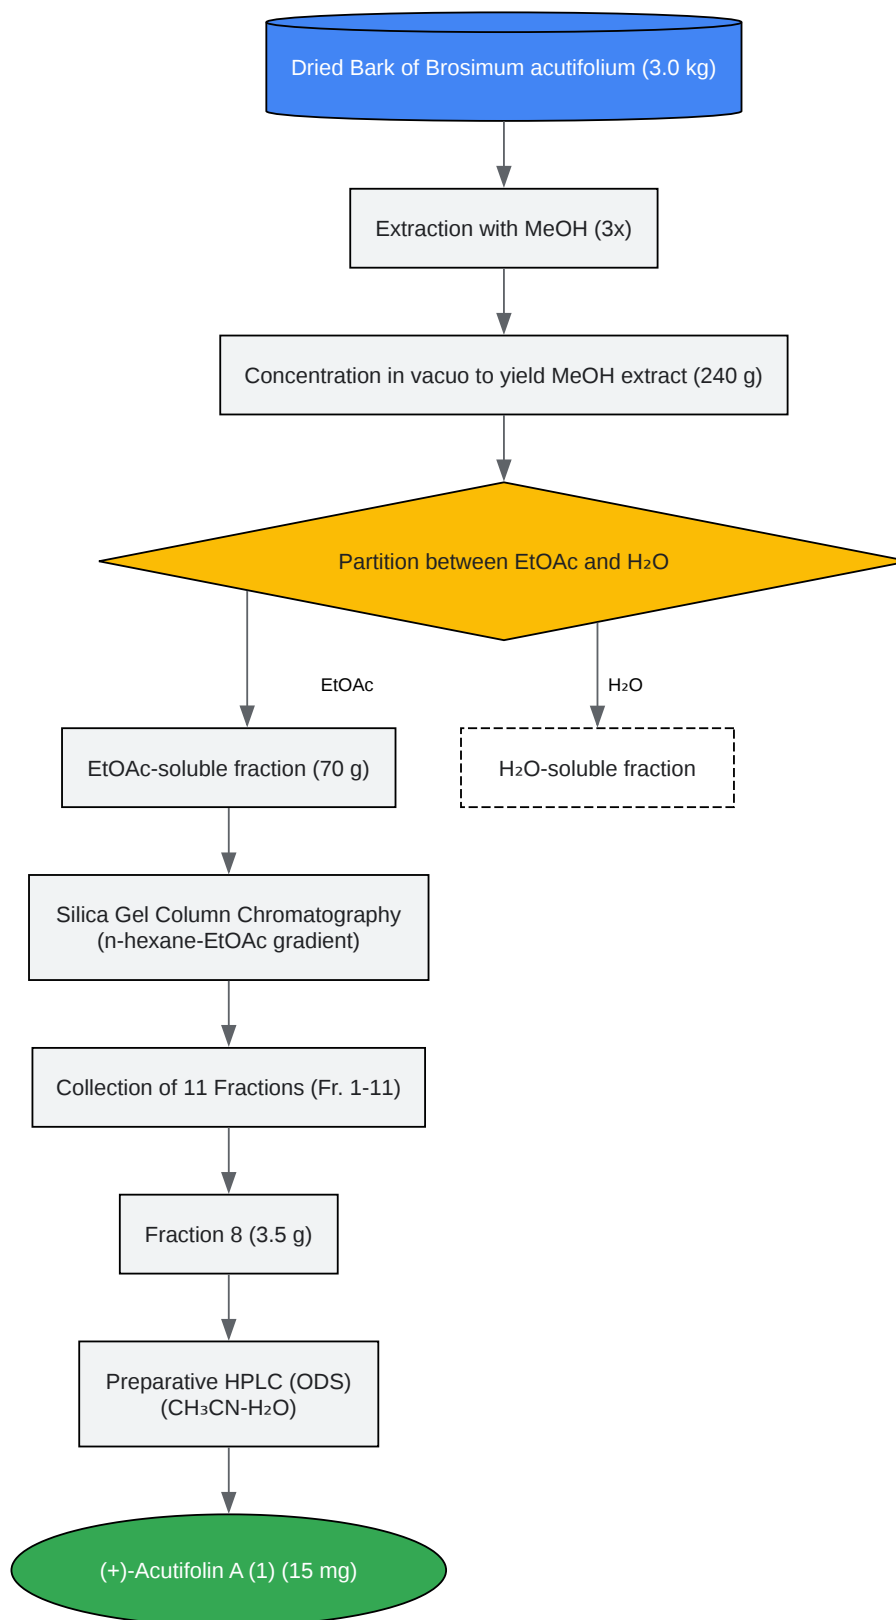 Dried Bark of Brosimum acutifolium (3.0 kg)
Extraction with MeOH (3x)
Concentration in vacuo to yield MeOH extract (240 g)
Partition between EtOAc and H₂O
EtOAc
H₂O
EtOAc-soluble fraction (70 g)
H₂O-soluble fraction
Silica Gel Column Chromatography
(n-hexane-EtOAc gradient)
Collection of 11 Fractions (Fr. 1-11)
Fraction 8 (3.5 g)
Preparative HPLC (ODS)
(CH₃CN-H₂O)
(+)-Acutifolin A (1) (15 mg)